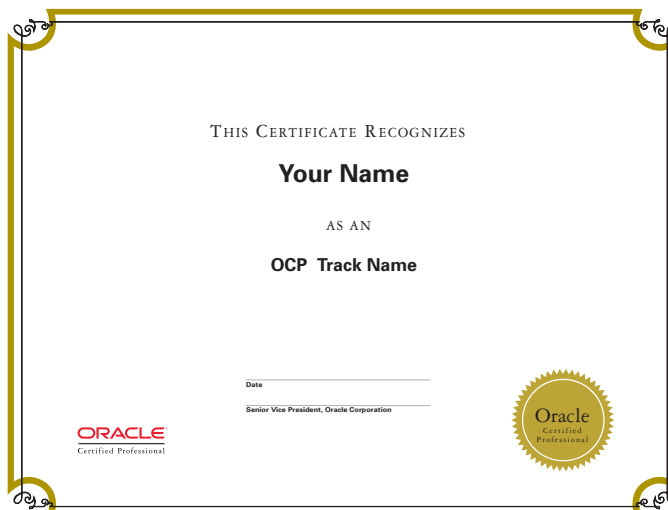 THIS CERTIFICATE RECOGNIZES
Your Name
AS AN
OCP Track Name
Date
Senior Vice President, Oracle Corporation
ORACLE
Certified Professional
Oracle
Certified
Professional